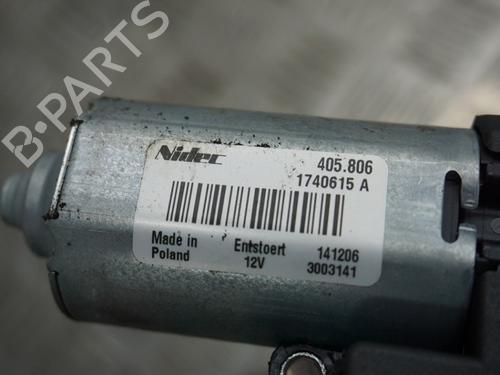 B-PARTS
Nidec 405.806
1740615 A
Made in Entstoert 141206
Poland 12V 3003141